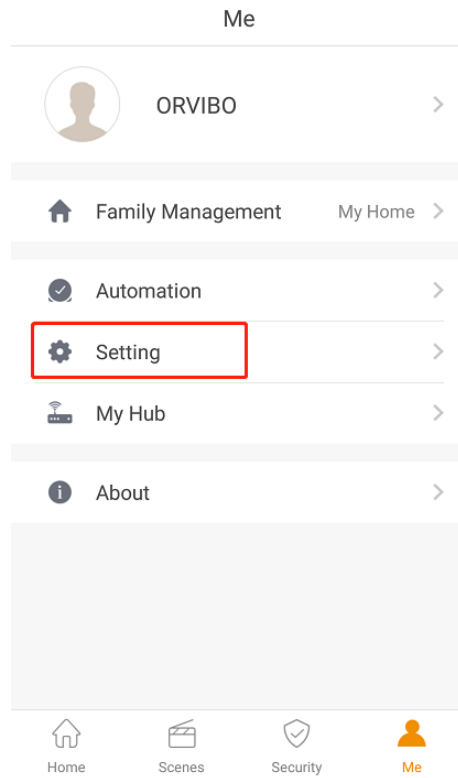 Me
ORVIBO
Family Management My Home
Automation
Setting
My Hub
About
Home Scenes Security Me